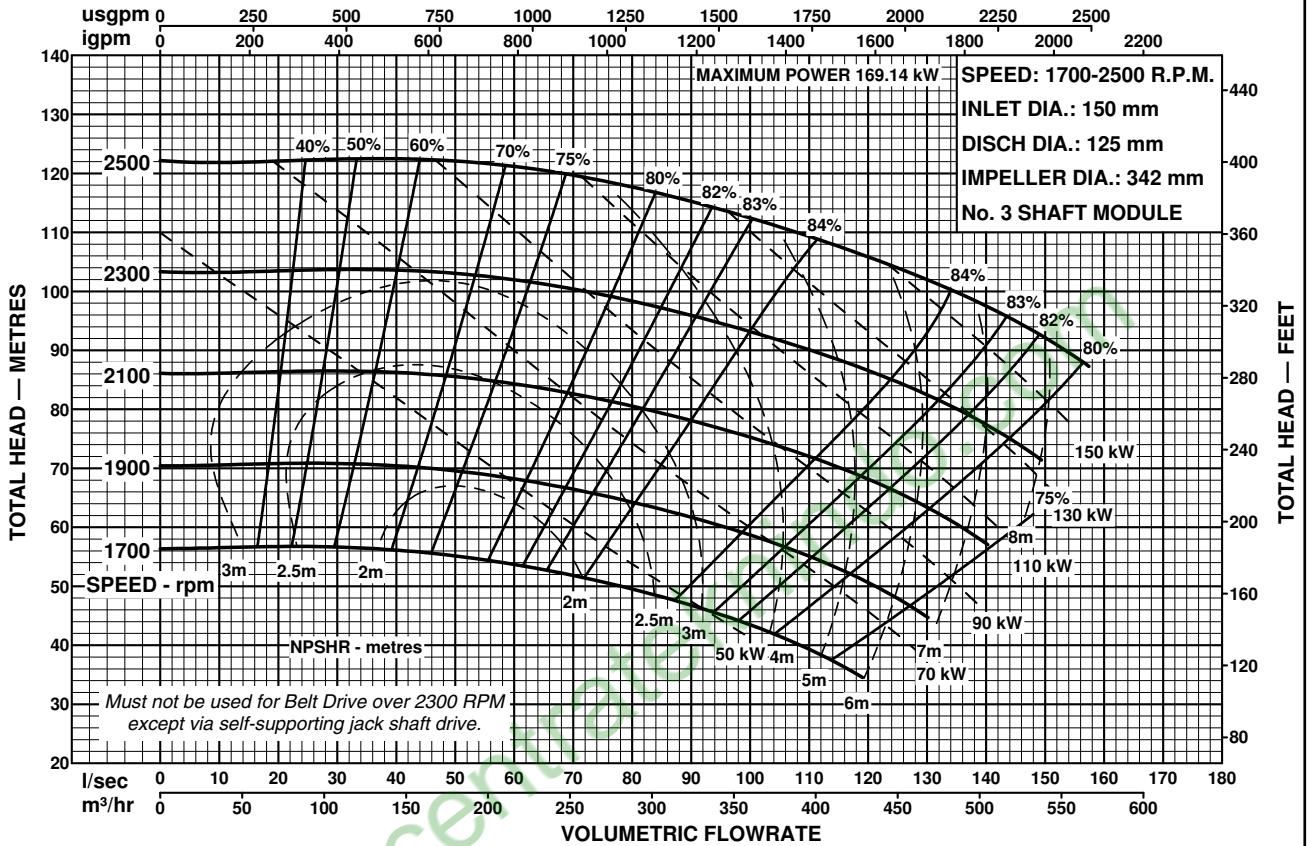 usgpm 0 250 500 750 1000 1250 1500 1750 2000 2250 2500
igpm 0 200 400 600 800 1000 1200 1400 1600 1800 2000 2200
MAXIMUM POWER 169.14 kW
SPEED: 1700-2500 R.P.M.
INLET DIA.: 150 mm
DISCH DIA.: 125 mm
IMPELLER DIA.: 342 mm
No. 3 SHAFT MODULE
TOTAL HEAD — METRES
140
130
120
110
100
90
80
70
60
50
40
30
20
TOTAL HEAD — FEET
440
400
360
320
280
240
200
160
120
80
2500
2300
2100
1900
1700
SPEED - rpm
40% 50% 60% 70% 75% 80% 82% 83% 84%
84%
83%
82%
80%
75%
150 kW
130 kW
110 kW
90 kW
70 kW
50 kW
3m 2.5m 2m
2m
2.5m
3m
4m
5m
6m
7m
8m
NPSHR - metres
Must not be used for Belt Drive over 2300 RPM
except via self-supporting jack shaft drive.
l/sec 0 10 20 30 40 50 60 70 80 90 100 110 120 130 140 150 160 170 180
m³/hr 0 50 100 150 200 250 300 350 400 450 500 550 600
VOLUMETRIC FLOWRATE
centrateknindo.com